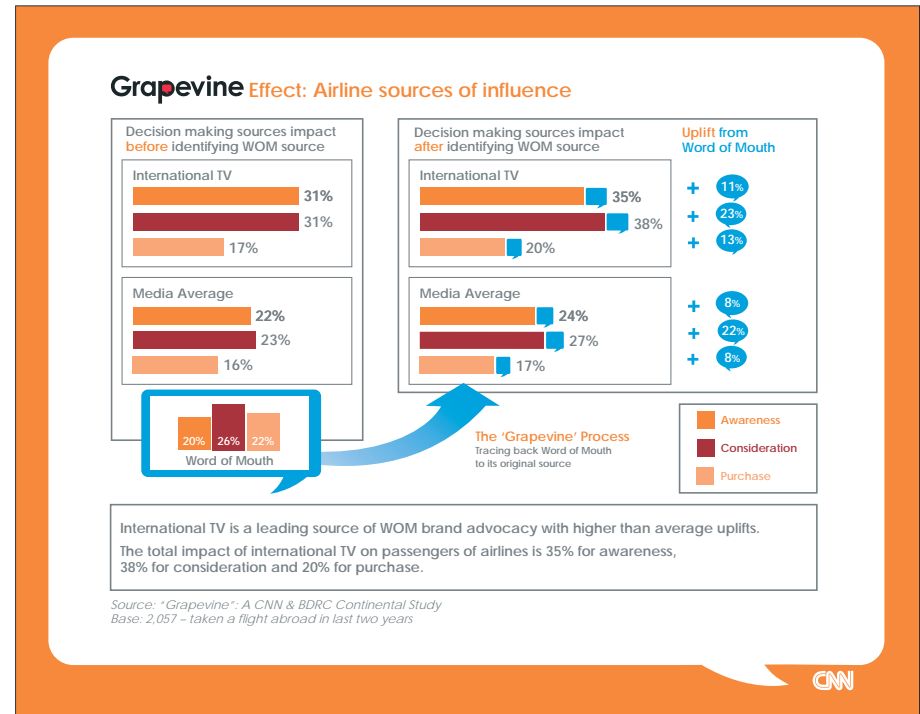 Grapevine Effect: Airline sources of influence
Decision making sources impact
before identifying WOM source
International TV
31%
31%
17%
Media Average
22%
23%
16%
20% 26% 22%
Word of Mouth
Decision making sources impact
after identifying WOM source
International TV
35%
38%
20%
Media Average
24%
27%
17%
Uplift from
Word of Mouth
+ 11%
+ 23%
+ 13%
+ 8%
+ 22%
+ 8%
The 'Grapevine' Process
Tracing back Word of Mouth
to its original source
Awareness
Consideration
Purchase
International TV is a leading source of WOM brand advocacy with higher than average uplifts.
The total impact of international TV on passengers of airlines is 35% for awareness,
38% for consideration and 20% for purchase.
Source: "Grapevine": A CNN & BDRC Continental Study
Base: 2,057 – taken a flight abroad in last two years
CNN